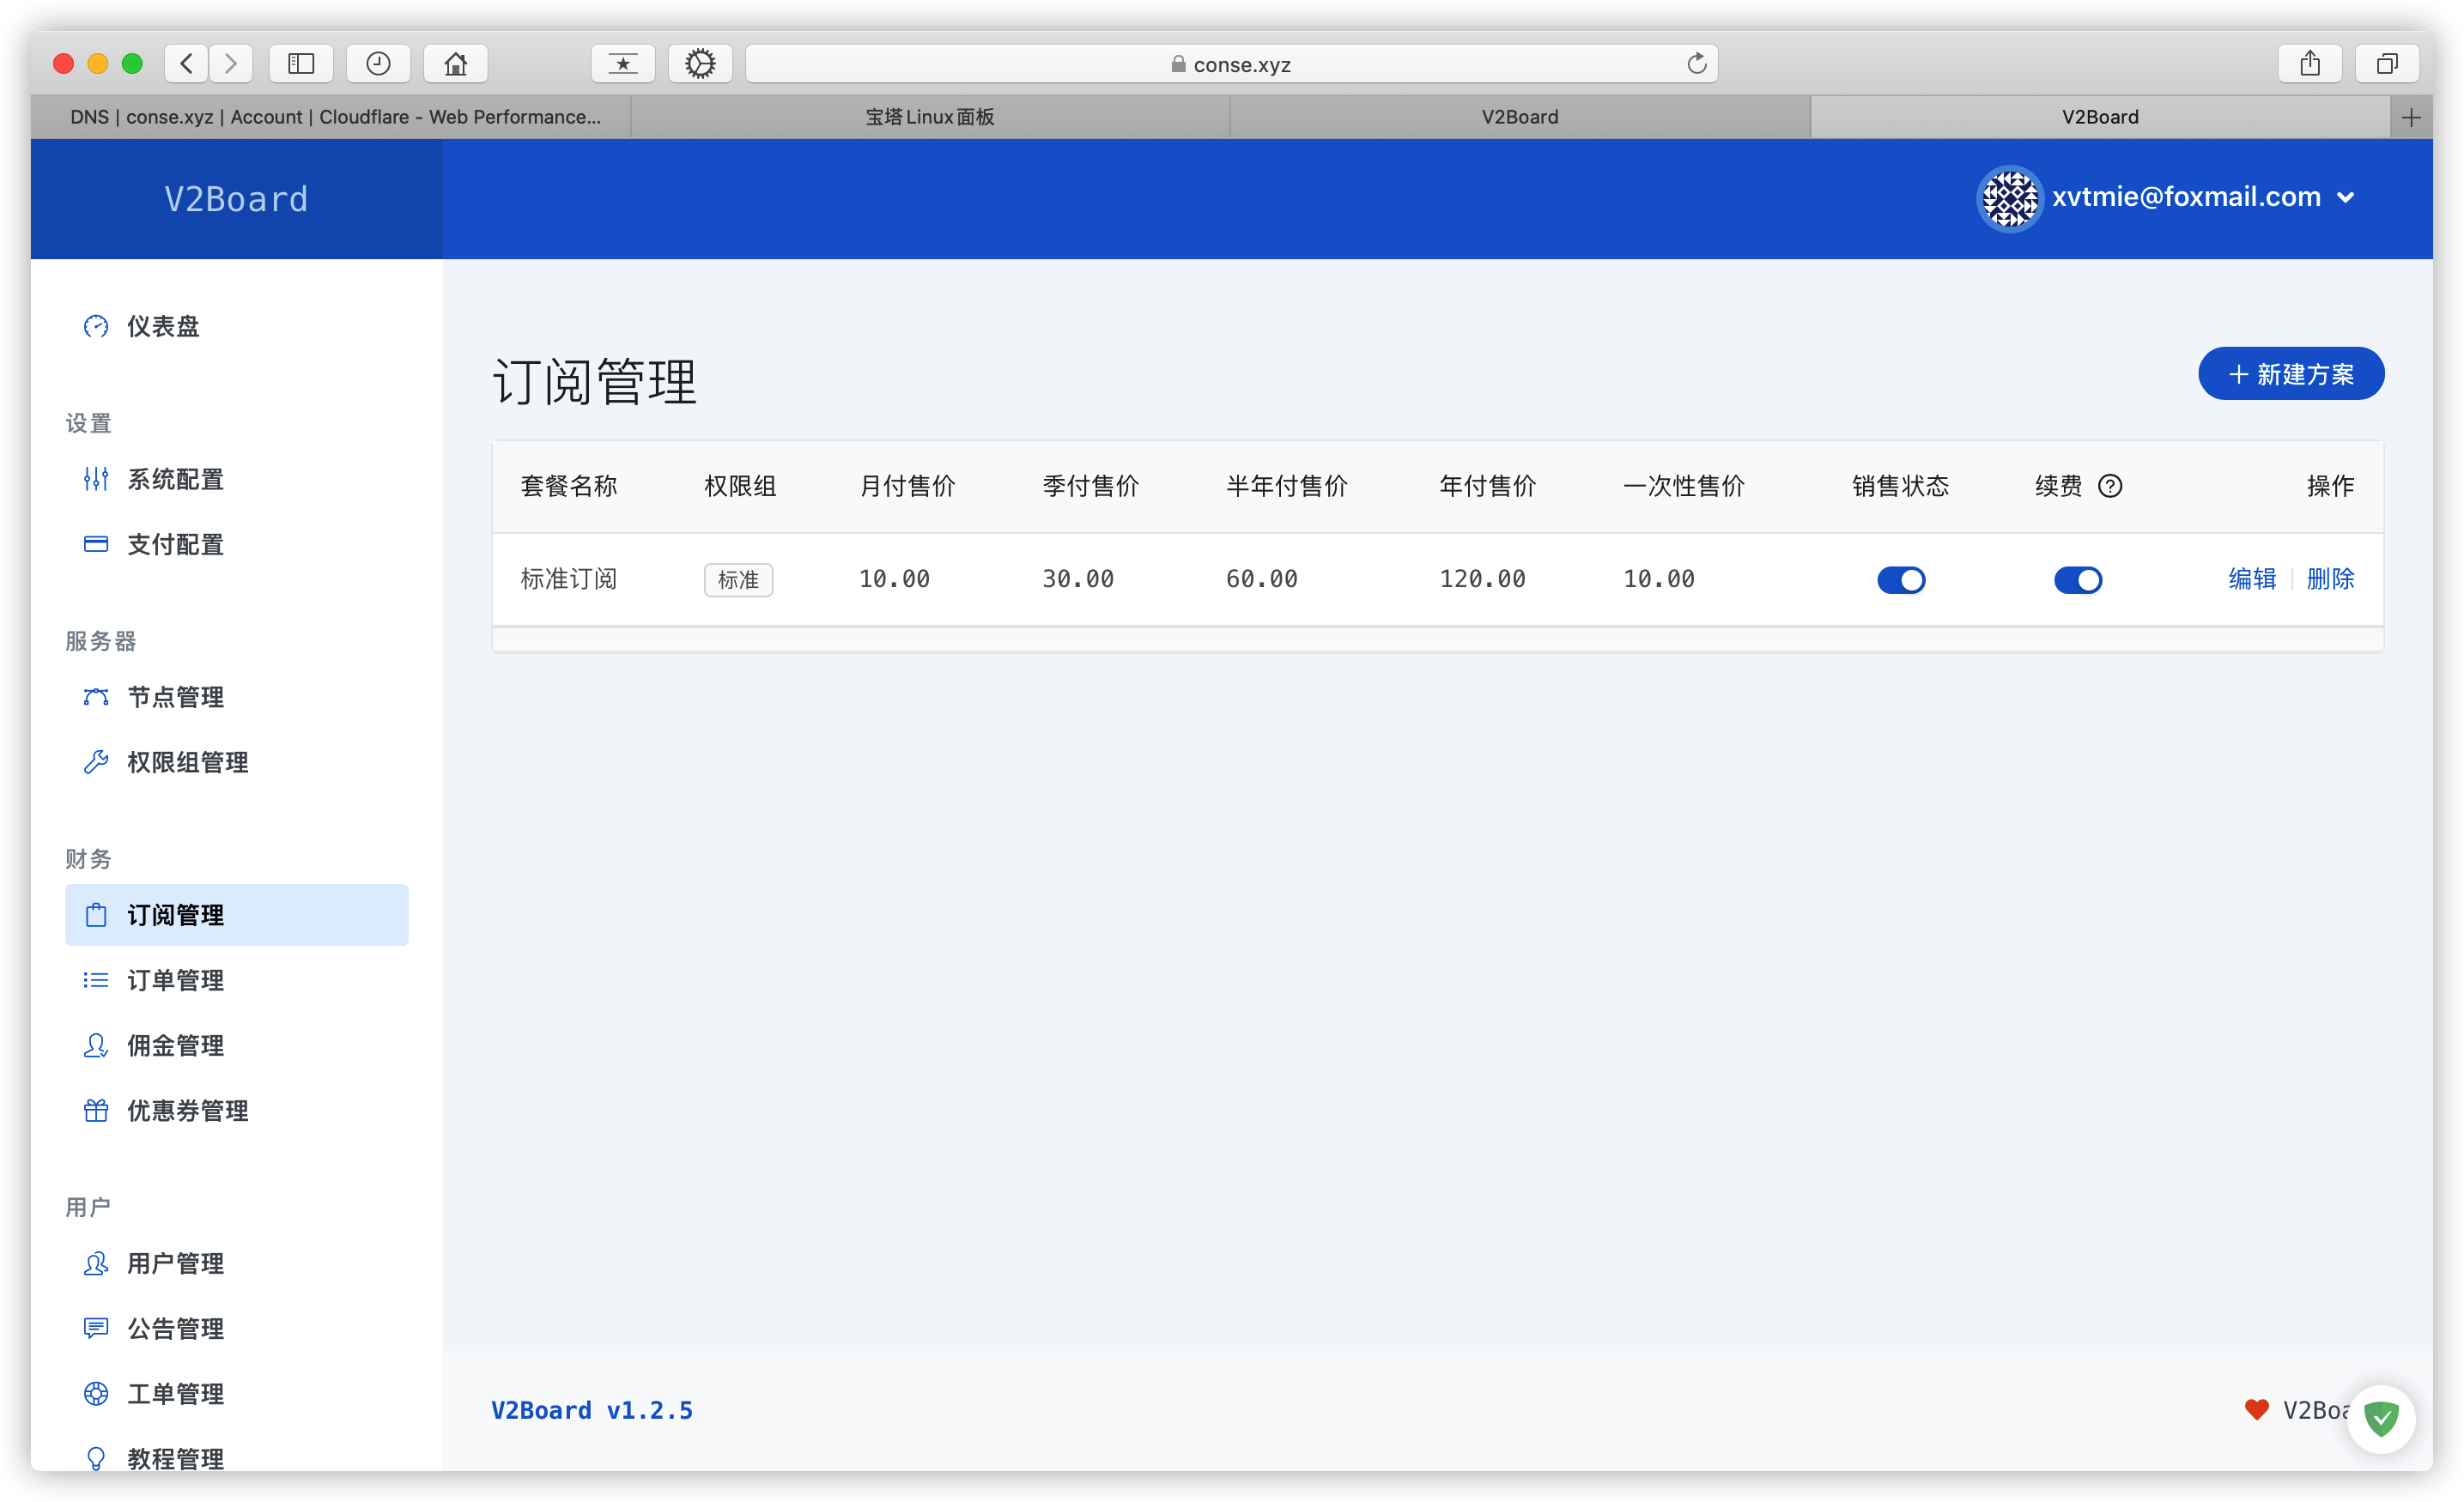 conse.xyz
DNS | conse.xyz | Account | Cloudflare - Web Performance...
宝塔Linux面板
V2Board
V2Board
V2Board
xvtmie@foxmail.com
仪表盘
设置
系统配置
支付配置
服务器
节点管理
权限组管理
财务
订阅管理
订单管理
佣金管理
优惠券管理
用户
用户管理
公告管理
工单管理
教程管理
订阅管理
新建方案
套餐名称 权限组 月付售价 季付售价 半年付售价 年付售价 一次性售价 销售状态 续费 操作
标准订阅 标准 10.00 30.00 60.00 120.00 10.00 编辑 删除
V2Board v1.2.5
V2Boa